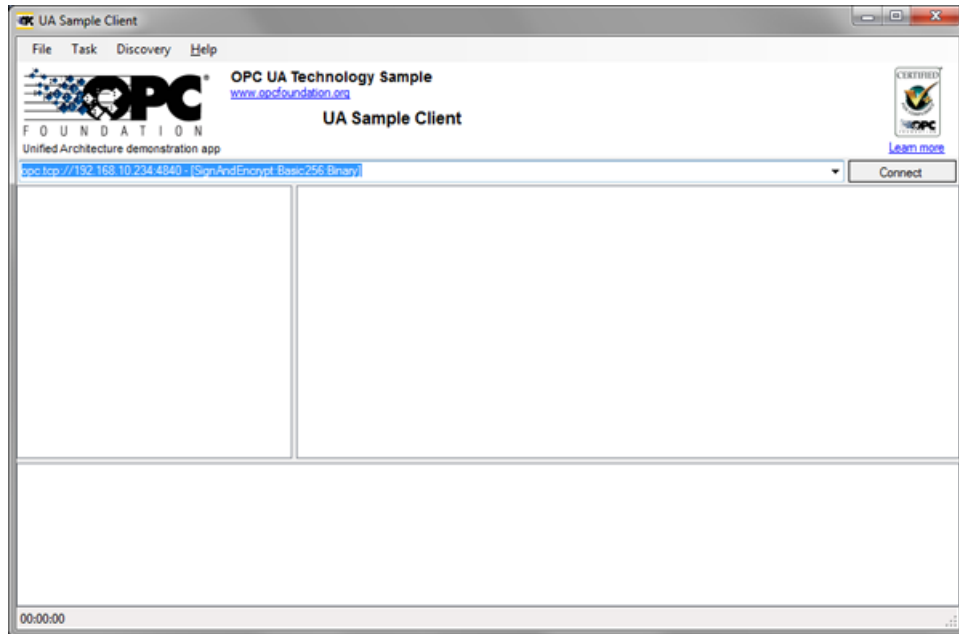 UA Sample Client
File Task Discovery Help
OPC
FOUNDATION
Unified Architecture demonstration app
OPC UA Technology Sample
www.opcfoundation.org
UA Sample Client
CERTIFIED
OPC
Learn more
opc.tcp://192.168.10.234:4840 - [SignAndEncrypt:Basic256:Binary]
Connect
00:00:00